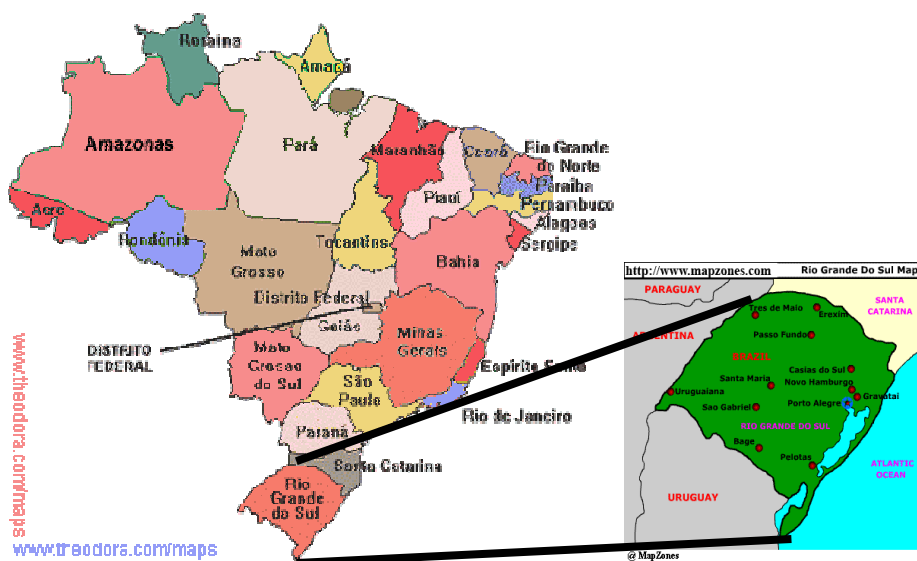 Roraima
Amapá
Amazonas
Pará
Maranhão
Ceará
Rio Grande
do Norte
Paraíba
Piauí
Pernambuco
Alagoas
Acre
Rondônia
Tocantins
Sergipe
Mato
Grosso
Bahia
Distrito Federal
Goiás
DISTRITO
FEDERAL
Minas
Gerais
Mato
Grosso
do Sul
Espírito Santo
São
Paulo
Rio de Janeiro
Paraná
Santa Catarina
Rio
Grande
do Sul
www.theodora.com/maps
www.theodora.com/maps
http://www.mapzones.com
Rio Grande Do Sul Map
PARAGUAY
SANTA
CATARINA
Tres de Maio
Erexim
ARGENTINA
Passo Fundo
BRAZIL
Casias do Sul
Santa Maria
Novo Hamburgo
Uruguaiana
Gravatai
Sao Gabriel
Porto Alegre
RIO GRANDE DO SUL
Bage
Pelotas
ATLANTIC
OCEAN
URUGUAY
@ MapZones